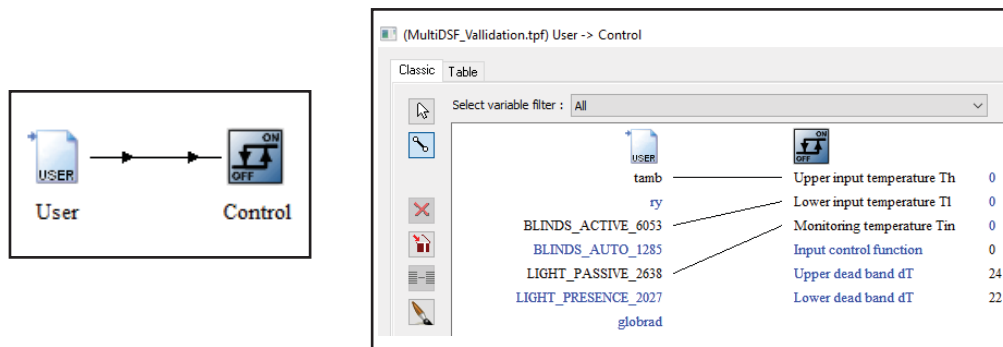 USER
ON
OFF
User
Control
(MultiDSF_Vallidation.tpf) User -> Control
Classic Table
Select variable filter : All
USER
ON
OFF
tamb Upper input temperature Th 0
ry Lower input temperature Tl 0
BLINDS_ACTIVE_6053 Monitoring temperature Tin 0
BLINDS_AUTO_1285 Input control function 0
LIGHT_PASSIVE_2638 Upper dead band dT 24
LIGHT_PRESENCE_2027 Lower dead band dT 22
globrad